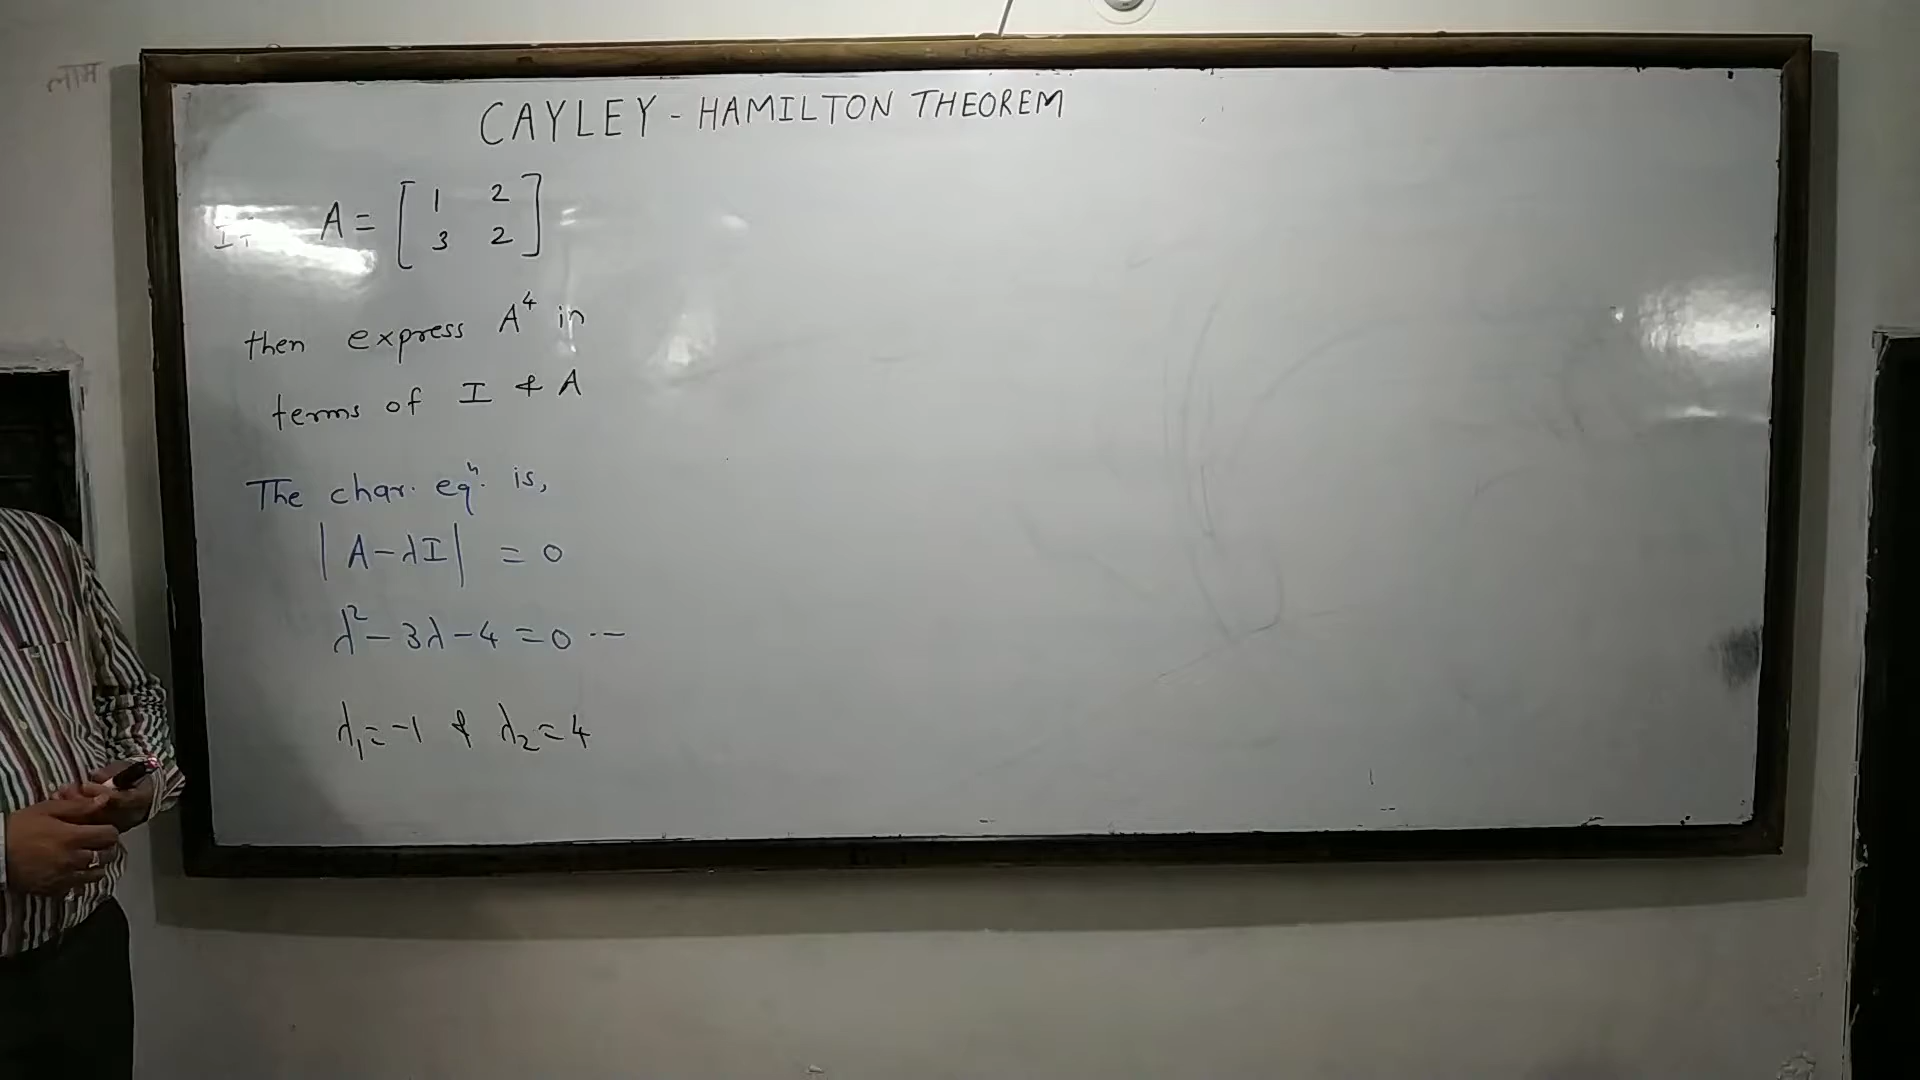 लाभ
CAYLEY - HAMILTON THEOREM
If A = [ 1 2
3 2 ]
then express A⁴ in
terms of I & A
The char. eqⁿ. is,
|A-λI| = 0
λ² - 3λ - 4 = 0 --
λ₁ = -1 & λ₂ = 4